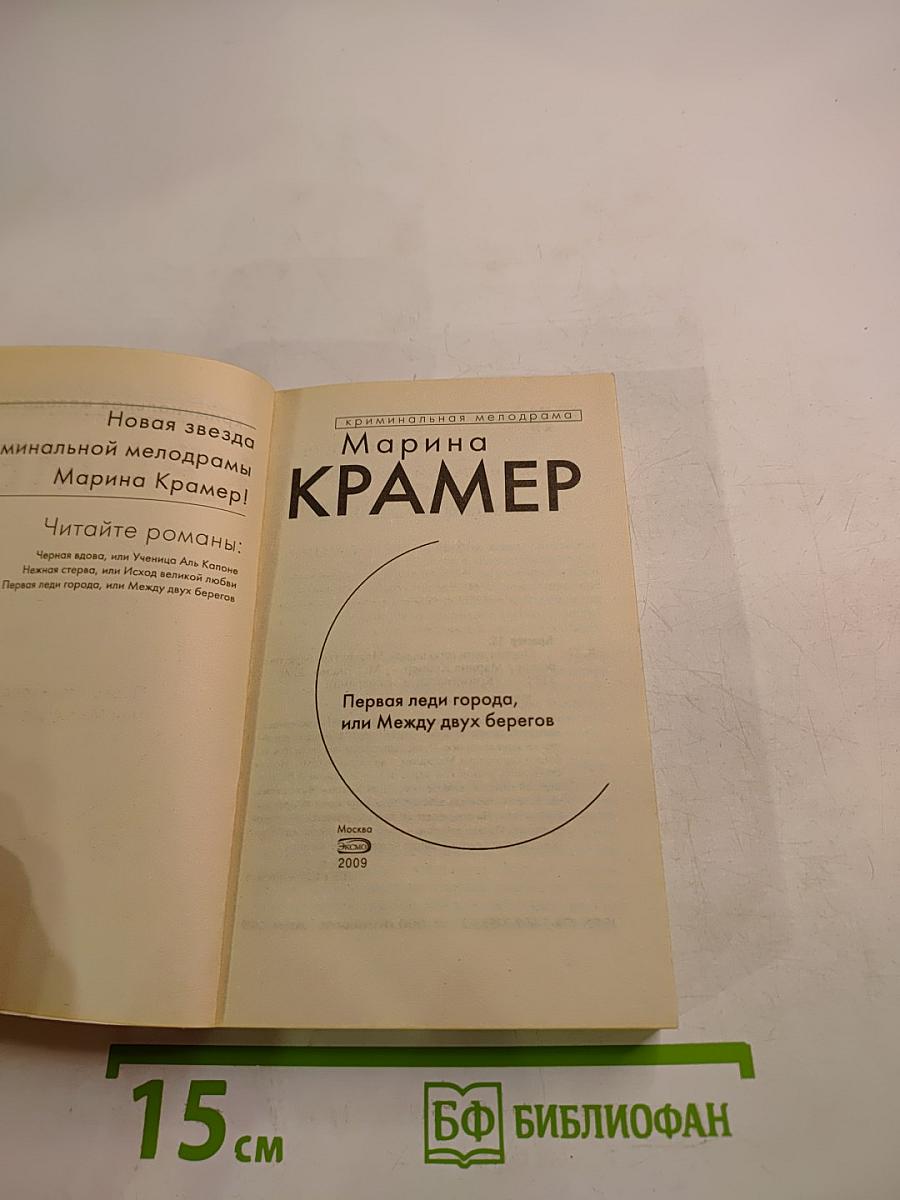 Новая звезда
минальной мелодрамы
Марина Крамер!
Читайте романы:
Черная вдова, или Ученица Аль Капоне
Нежная стерва, или Исход великой любви
Первая леди города, или Между двух берегов
криминальная мелодрама
Марина
КРАМЕР
Первая леди города,
или Между двух берегов
Москва
ЭКСМО
2009
15 см
БФ БИБЛИОФАН